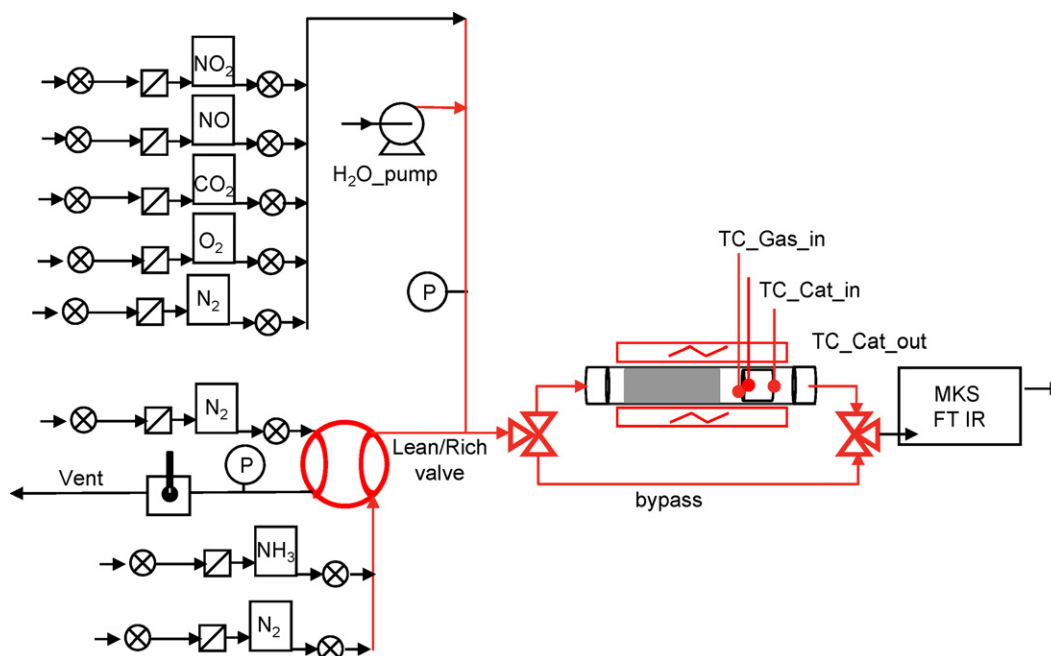 NO₂
NO
CO₂
O₂
N₂
H₂O_pump
P
TC_Gas_in
TC_Cat_in
TC_Cat_out
MKS
FT IR
N₂
Lean/Rich
valve
P
Vent
bypass
NH₃
N₂